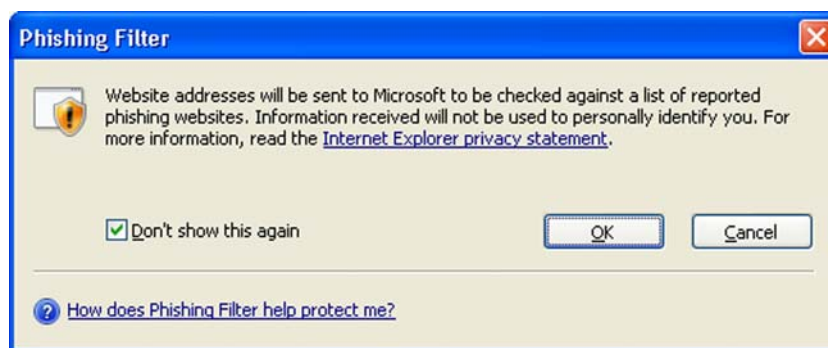 Phishing Filter
Website addresses will be sent to Microsoft to be checked against a list of reported
phishing websites. Information received will not be used to personally identify you. For
more information, read the Internet Explorer privacy statement.
Don't show this again
OK
Cancel
How does Phishing Filter help protect me?